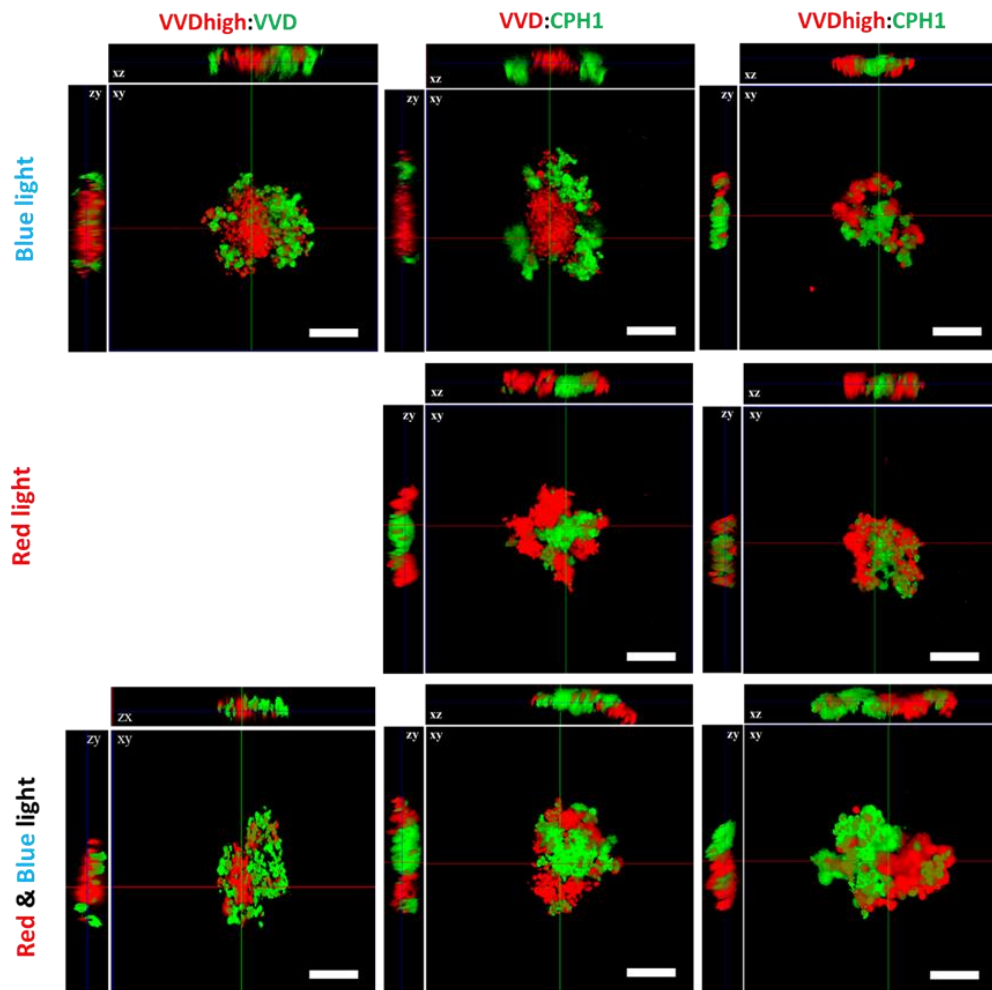 VVDhigh:VVD VVD:CPH1 VVDhigh:CPH1
Blue light
xz xz xz
zy xy zy xy zy xy
Red light
xz xz
zy xy zy xy
Red & Blue light
zx xz xz
zy xy zy xy zy xy